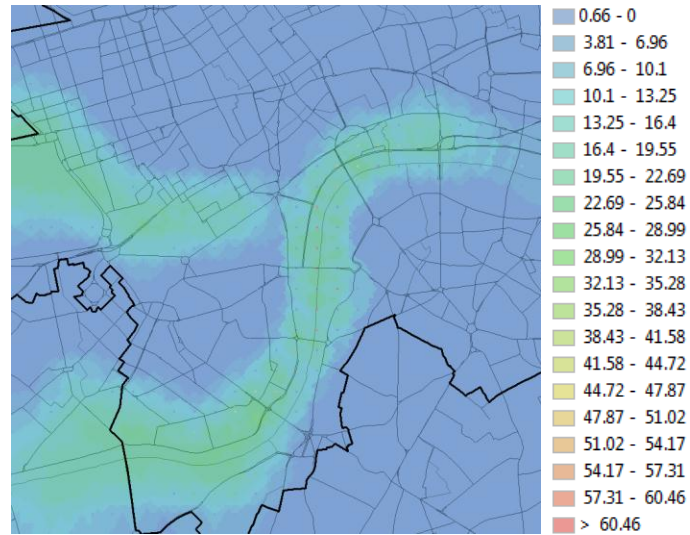 0.66 - 0
3.81 - 6.96
6.96 - 10.1
10.1 - 13.25
13.25 - 16.4
16.4 - 19.55
19.55 - 22.69
22.69 - 25.84
25.84 - 28.99
28.99 - 32.13
32.13 - 35.28
35.28 - 38.43
38.43 - 41.58
41.58 - 44.72
44.72 - 47.87
47.87 - 51.02
51.02 - 54.17
54.17 - 57.31
57.31 - 60.46
> 60.46